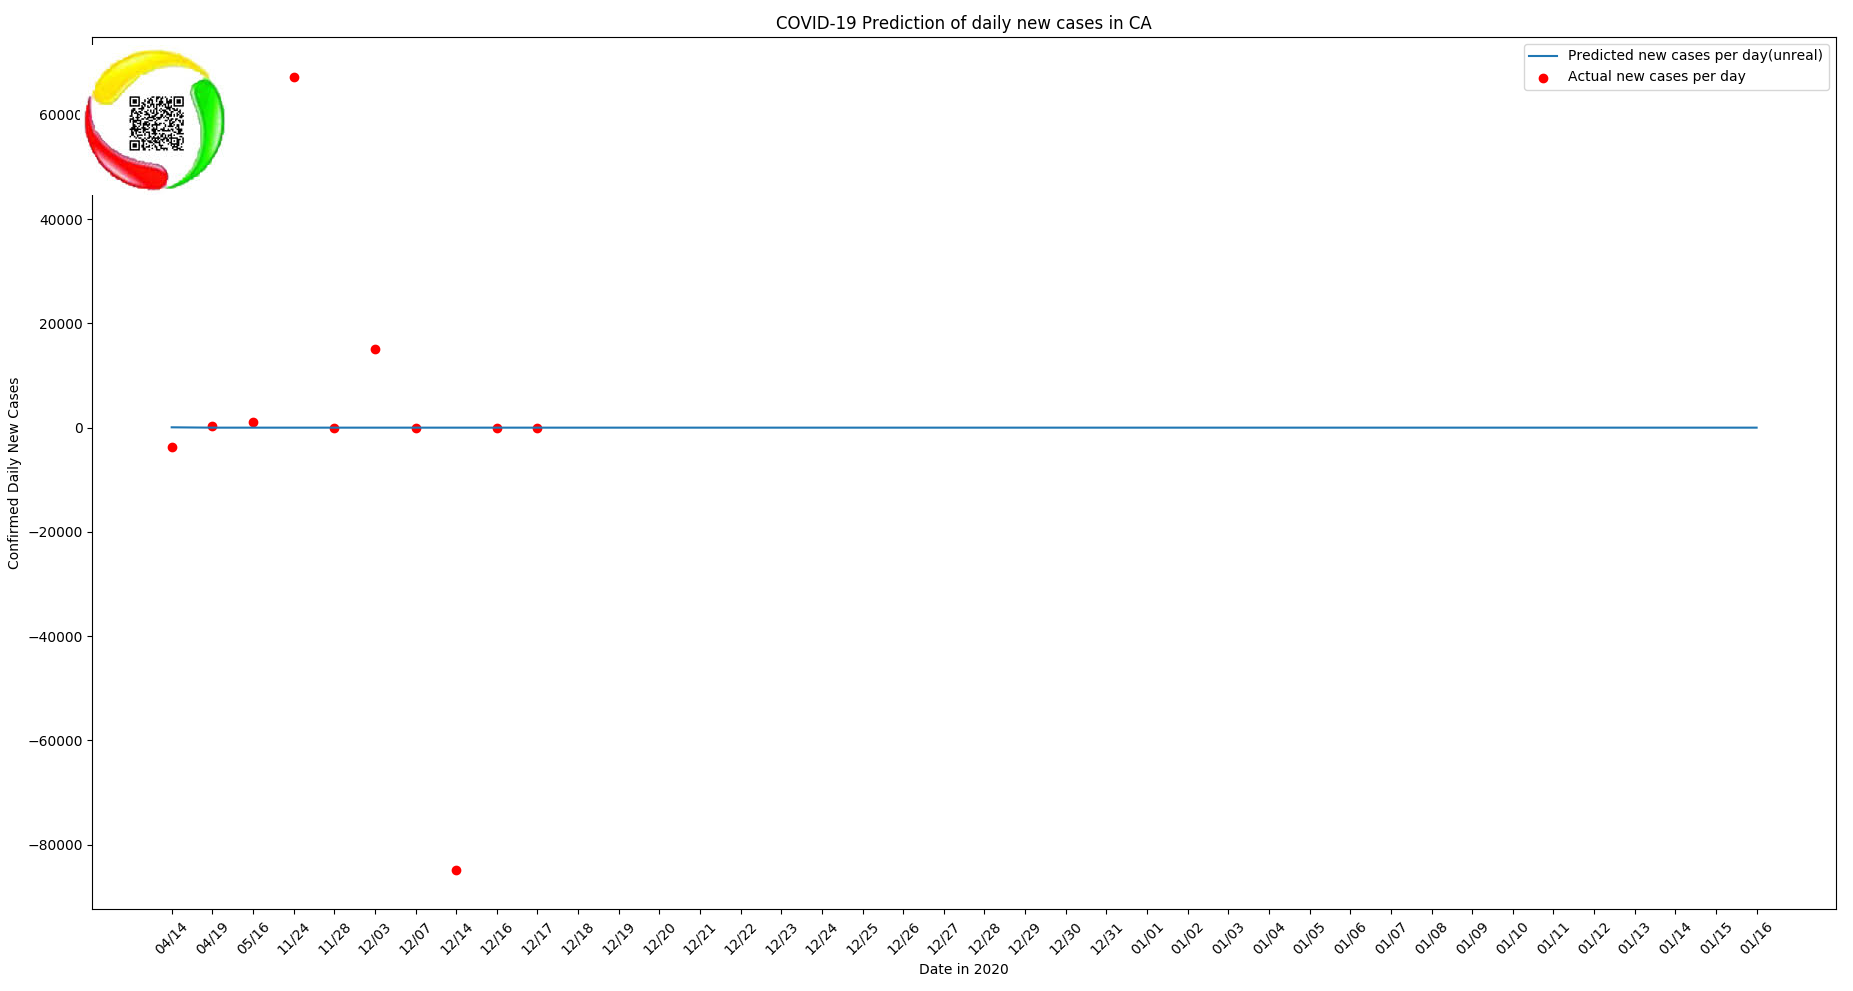 COVID-19 Prediction of daily new cases in CA
Predicted new cases per day(unreal)
Actual new cases per day
Confirmed Daily New Cases
60000
40000
20000
0
−20000
−40000
−60000
−80000
04/14 04/19 05/16 11/24 11/28 12/03 12/07 12/14 12/16 12/17 12/18 12/19 12/20 12/21 12/22 12/23 12/24 12/25 12/26 12/27 12/28 12/29 12/30 12/31 01/01 01/02 01/03 01/04 01/05 01/06 01/07 01/08 01/09 01/10 01/11 01/12 01/13 01/14 01/15 01/16
Date in 2020